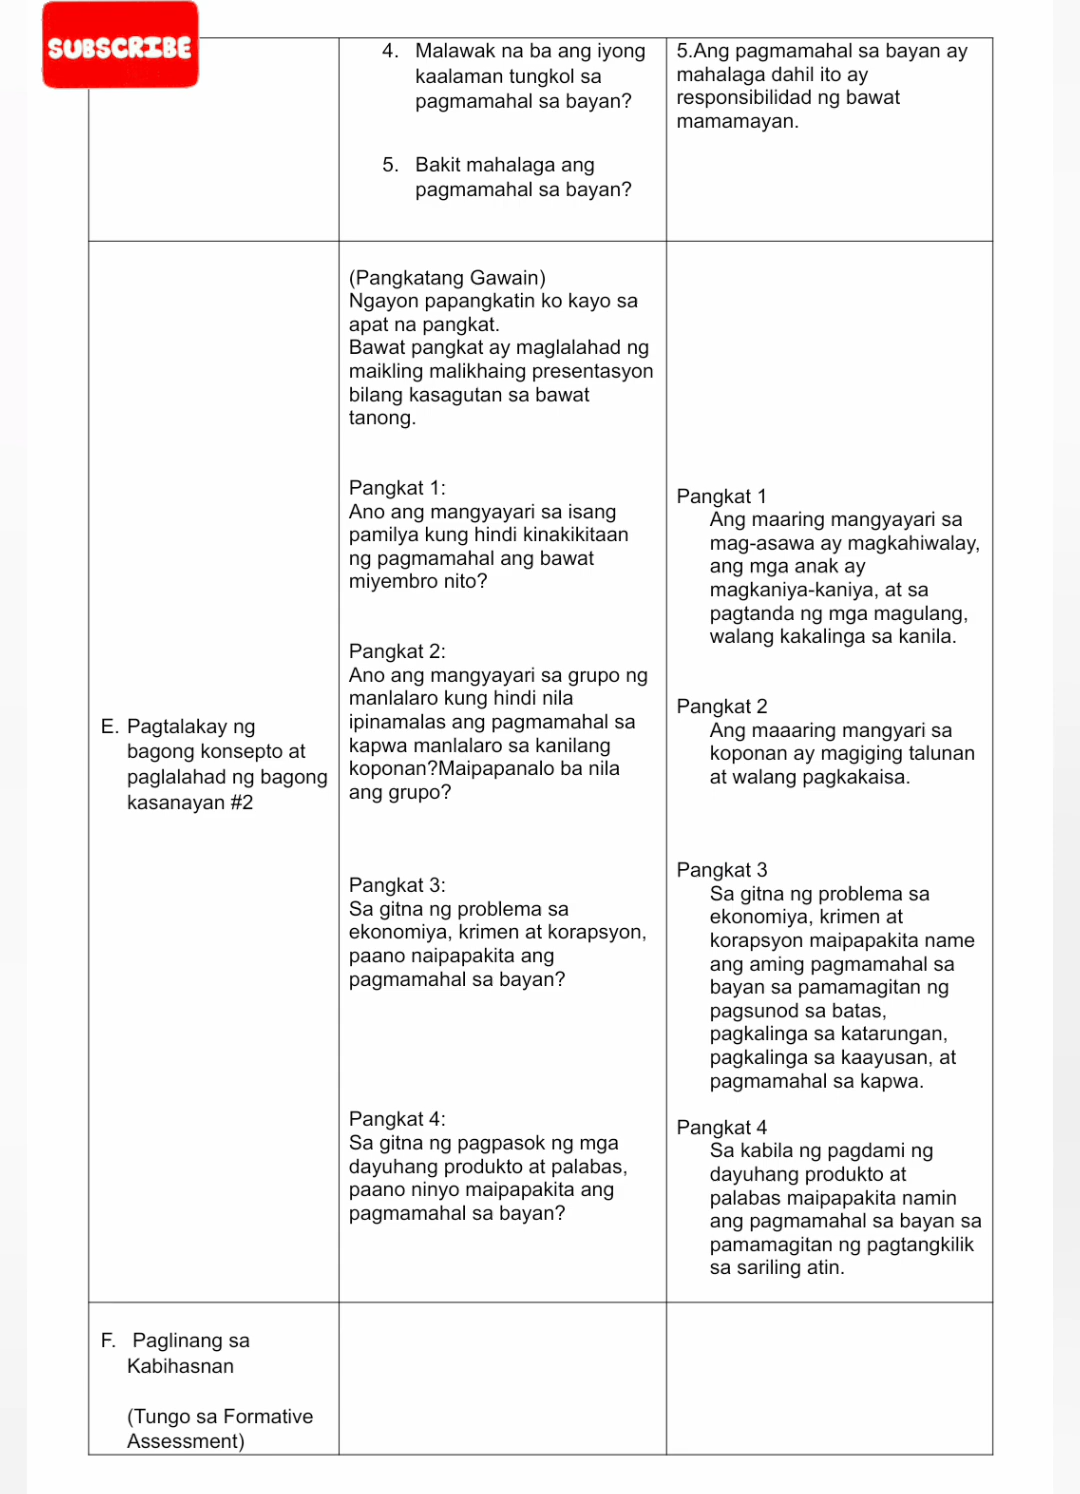 SUBSCRIBE
4. Malawak na ba ang iyong
kaalaman tungkol sa
pagmamahal sa bayan?
5. Bakit mahalaga ang
pagmamahal sa bayan?
5.Ang pagmamahal sa bayan ay
mahalaga dahil ito ay
responsibilidad ng bawat
mamamayan.
E. Pagtalakay ng
bagong konsepto at
paglalahad ng bagong
kasanayan #2
(Pangkatang Gawain)
Ngayon papangkatin ko kayo sa
apat na pangkat.
Bawat pangkat ay maglalahad ng
maikling malikhaing presentasyon
bilang kasagutan sa bawat
tanong.
Pangkat 1:
Ano ang mangyayari sa isang
pamilya kung hindi kinakikitaan
ng pagmamahal ang bawat
miyembro nito?
Pangkat 2:
Ano ang mangyayari sa grupo ng
manlalaro kung hindi nila
ipinamalas ang pagmamahal sa
kapwa manlalaro sa kanilang
koponan?Maipapanalo ba nila
ang grupo?
Pangkat 3:
Sa gitna ng problema sa
ekonomiya, krimen at korapsyon,
paano naipapakita ang
pagmamahal sa bayan?
Pangkat 4:
Sa gitna ng pagpasok ng mga
dayuhang produkto at palabas,
paano ninyo maipapakita ang
pagmamahal sa bayan?
Pangkat 1
Ang maaring mangyayari sa
mag-asawa ay magkahiwalay,
ang mga anak ay
magkaniya-kaniya, at sa
pagtanda ng mga magulang,
walang kakalinga sa kanila.
Pangkat 2
Ang maaaring mangyari sa
koponan ay magiging talunan
at walang pagkakaisa.
Pangkat 3
Sa gitna ng problema sa
ekonomiya, krimen at
korapsyon maipapakita name
ang aming pagmamahal sa
bayan sa pamamagitan ng
pagsunod sa batas,
pagkalinga sa katarungan,
pagkalinga sa kaayusan, at
pagmamahal sa kapwa.
Pangkat 4
Sa kabila ng pagdami ng
dayuhang produkto at
palabas maipapakita namin
ang pagmamahal sa bayan sa
pamamagitan ng pagtangkilik
sa sariling atin.
F. Paglinang sa
Kabihasnan
(Tungo sa Formative
Assessment)